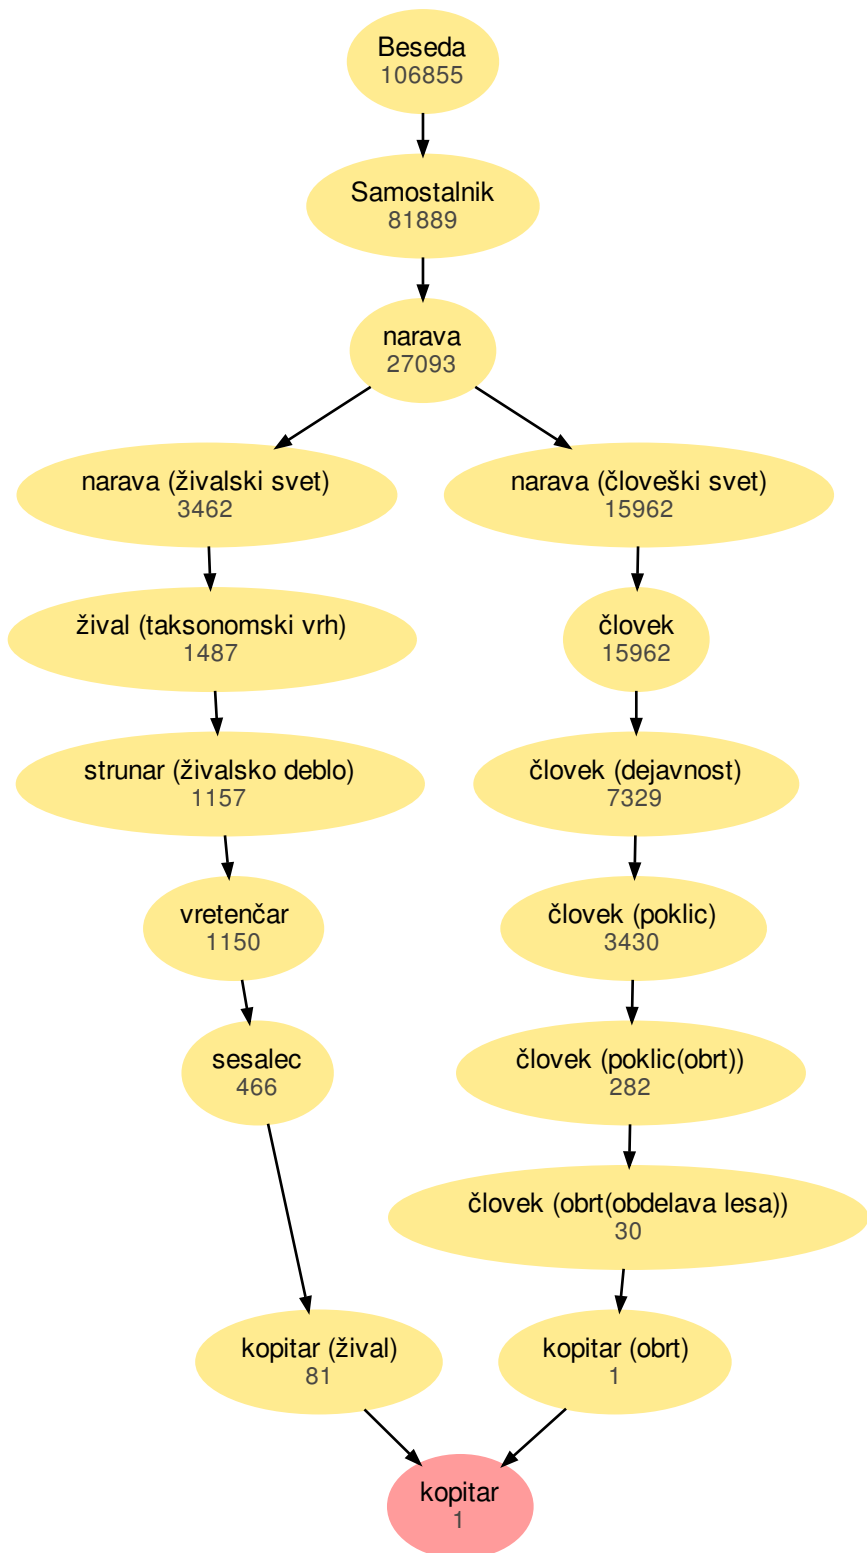 Beseda
106855
Samostalnik
81889
narava
27093
narava (živalski svet)
3462
narava (človeški svet)
15962
žival (taksonomski vrh)
1487
človek
15962
strunar (živalsko deblo)
1157
človek (dejavnost)
7329
vretenčar
1150
človek (poklic)
3430
sesalec
466
človek (poklic(obrt))
282
človek (obrt(obdelava lesa))
30
kopitar (žival)
81
kopitar (obrt)
1
kopitar
1